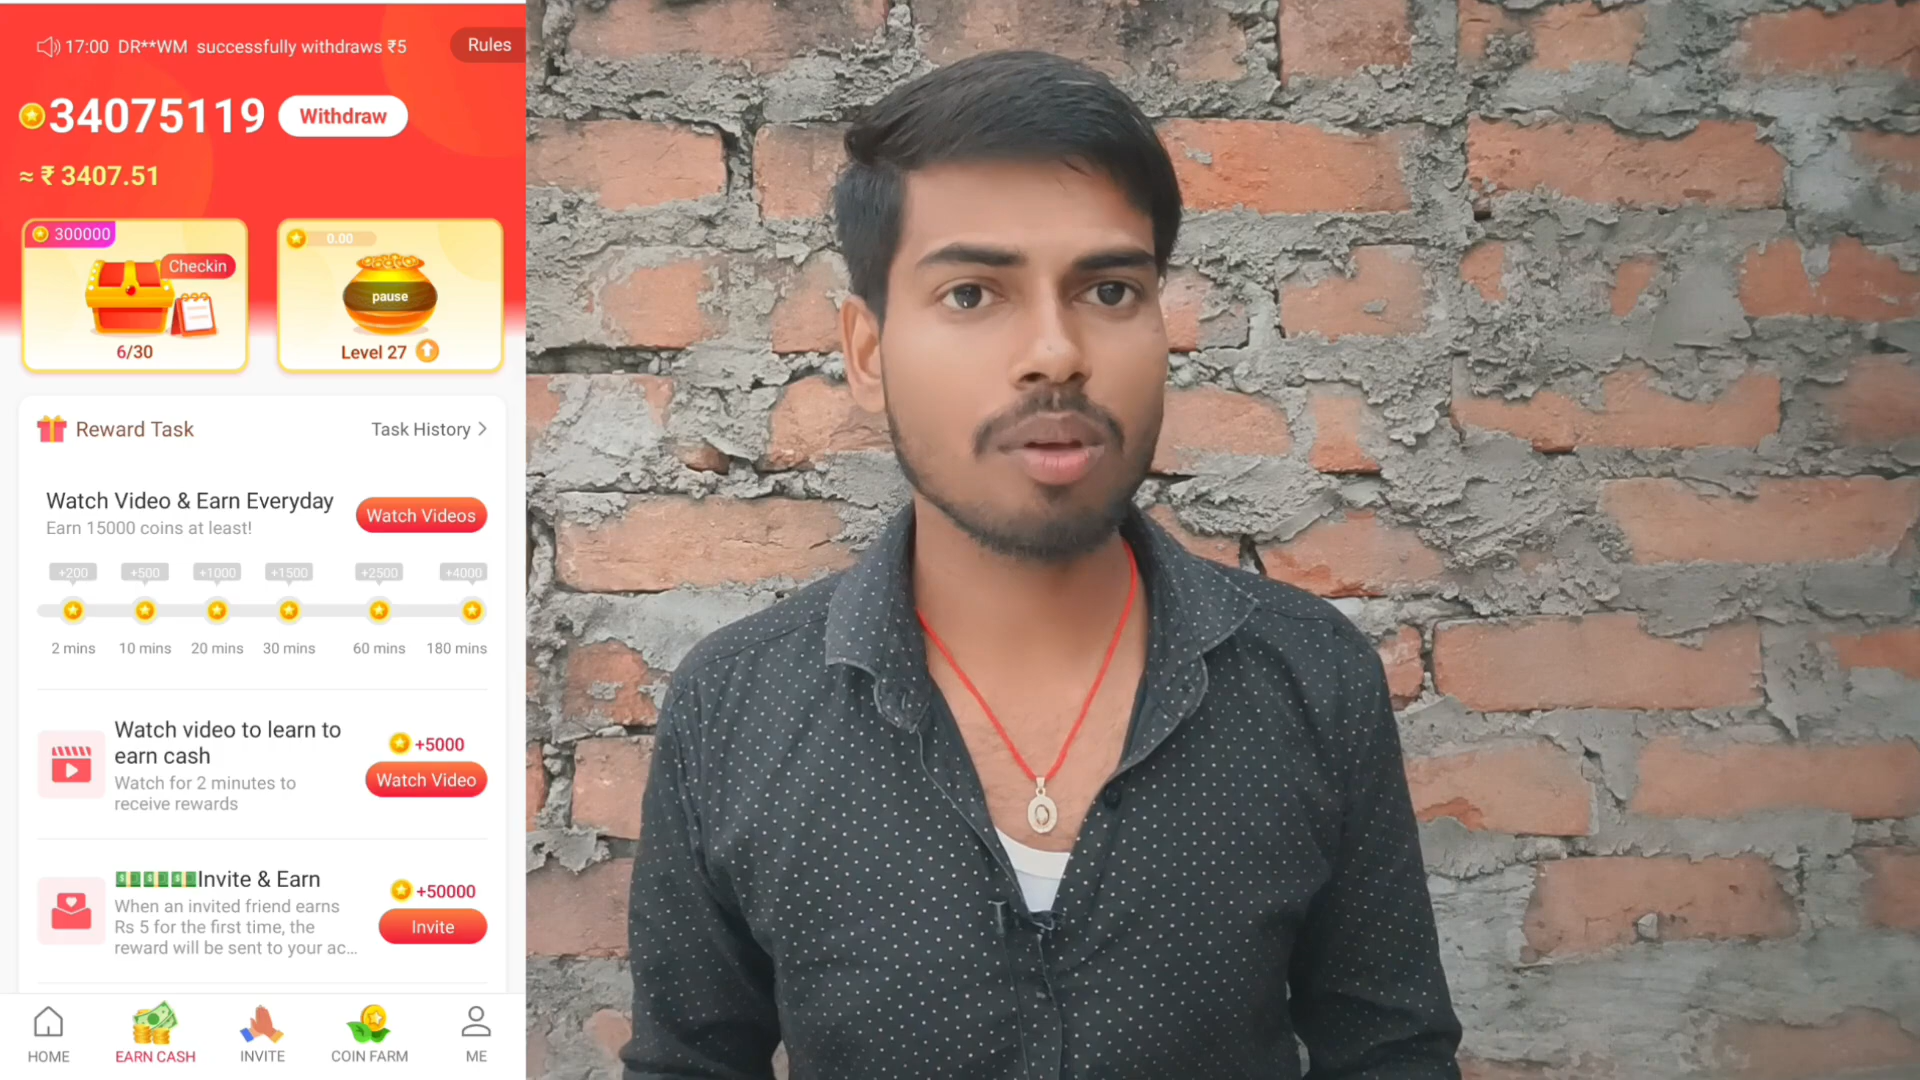 17:00 DR**WM successfully withdraws ₹5
Rules
34075119
Withdraw
≈ ₹ 3407.51
300000
Checkin
6/30
0.00
pause
Level 27
Reward Task
Task History >
Watch Video & Earn Everyday
Earn 15000 coins at least!
Watch Videos
+200 +500 +1000 +1500 +2500 +4000
2 mins 10 mins 20 mins 30 mins 60 mins 180 mins
Watch video to learn to
earn cash
Watch for 2 minutes to
receive rewards
+5000
Watch Video
Invite & Earn
When an invited friend earns
Rs 5 for the first time, the
reward will be sent to your ac...
+50000
Invite
HOME EARN CASH INVITE COIN FARM ME